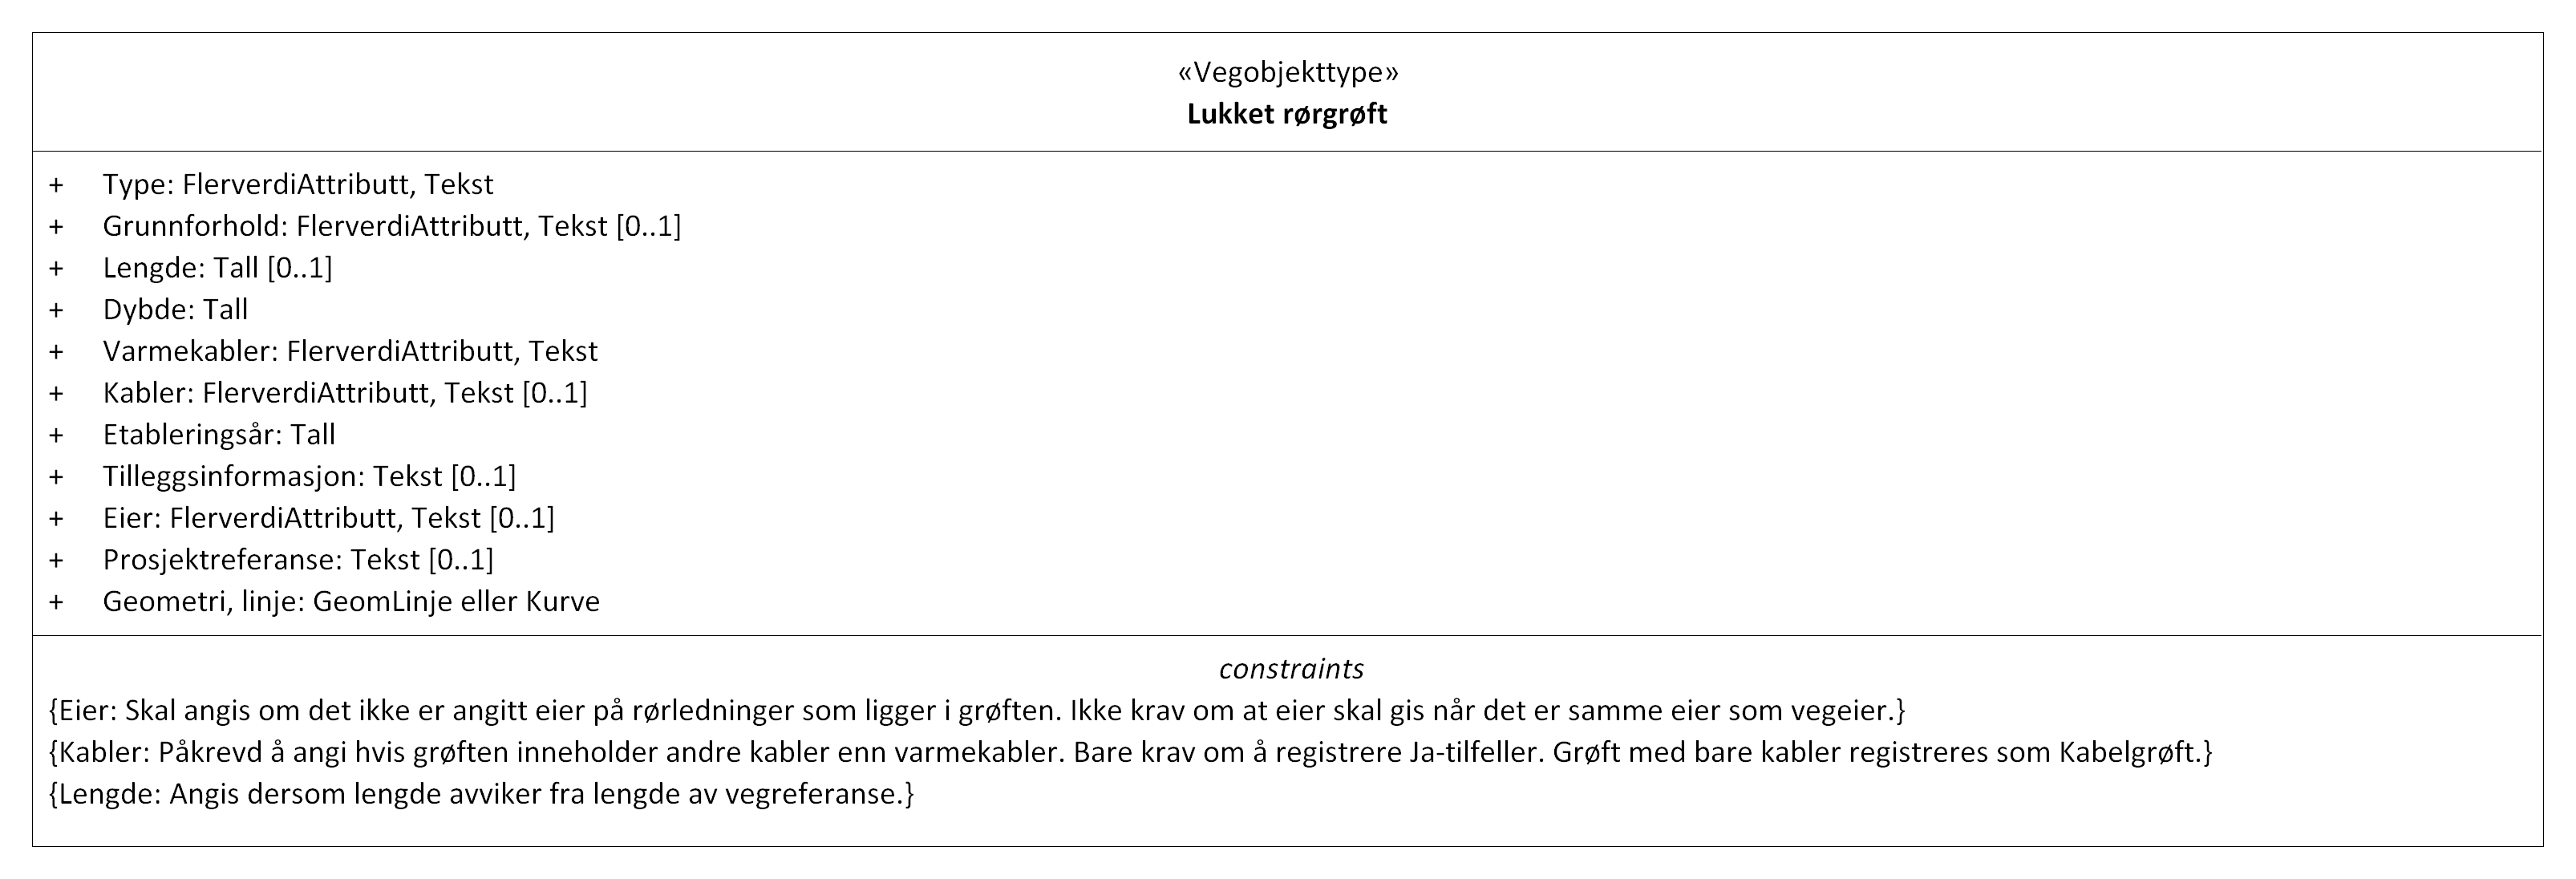 «Vegobjekttype»
Lukket rørgrøft
+ Type: FlerverdiAttributt, Tekst
+ Grunnforhold: FlerverdiAttributt, Tekst [0..1]
+ Lengde: Tall [0..1]
+ Dybde: Tall
+ Varmekabler: FlerverdiAttributt, Tekst
+ Kabler: FlerverdiAttributt, Tekst [0..1]
+ Etableringsår: Tall
+ Tilleggsinformasjon: Tekst [0..1]
+ Eier: FlerverdiAttributt, Tekst [0..1]
+ Prosjektreferanse: Tekst [0..1]
+ Geometri, linje: GeomLinje eller Kurve
constraints
{Eier: Skal angis om det ikke er angitt eier på rørledninger som ligger i grøften. Ikke krav om at eier skal gis når det er samme eier som vegeier.}
{Kabler: Påkrevd å angi hvis grøften inneholder andre kabler enn varmekabler. Bare krav om å registrere Ja-tilfeller. Grøft med bare kabler registreres som Kabelgrøft.}
{Lengde: Angis dersom lengde avviker fra lengde av vegreferanse.}